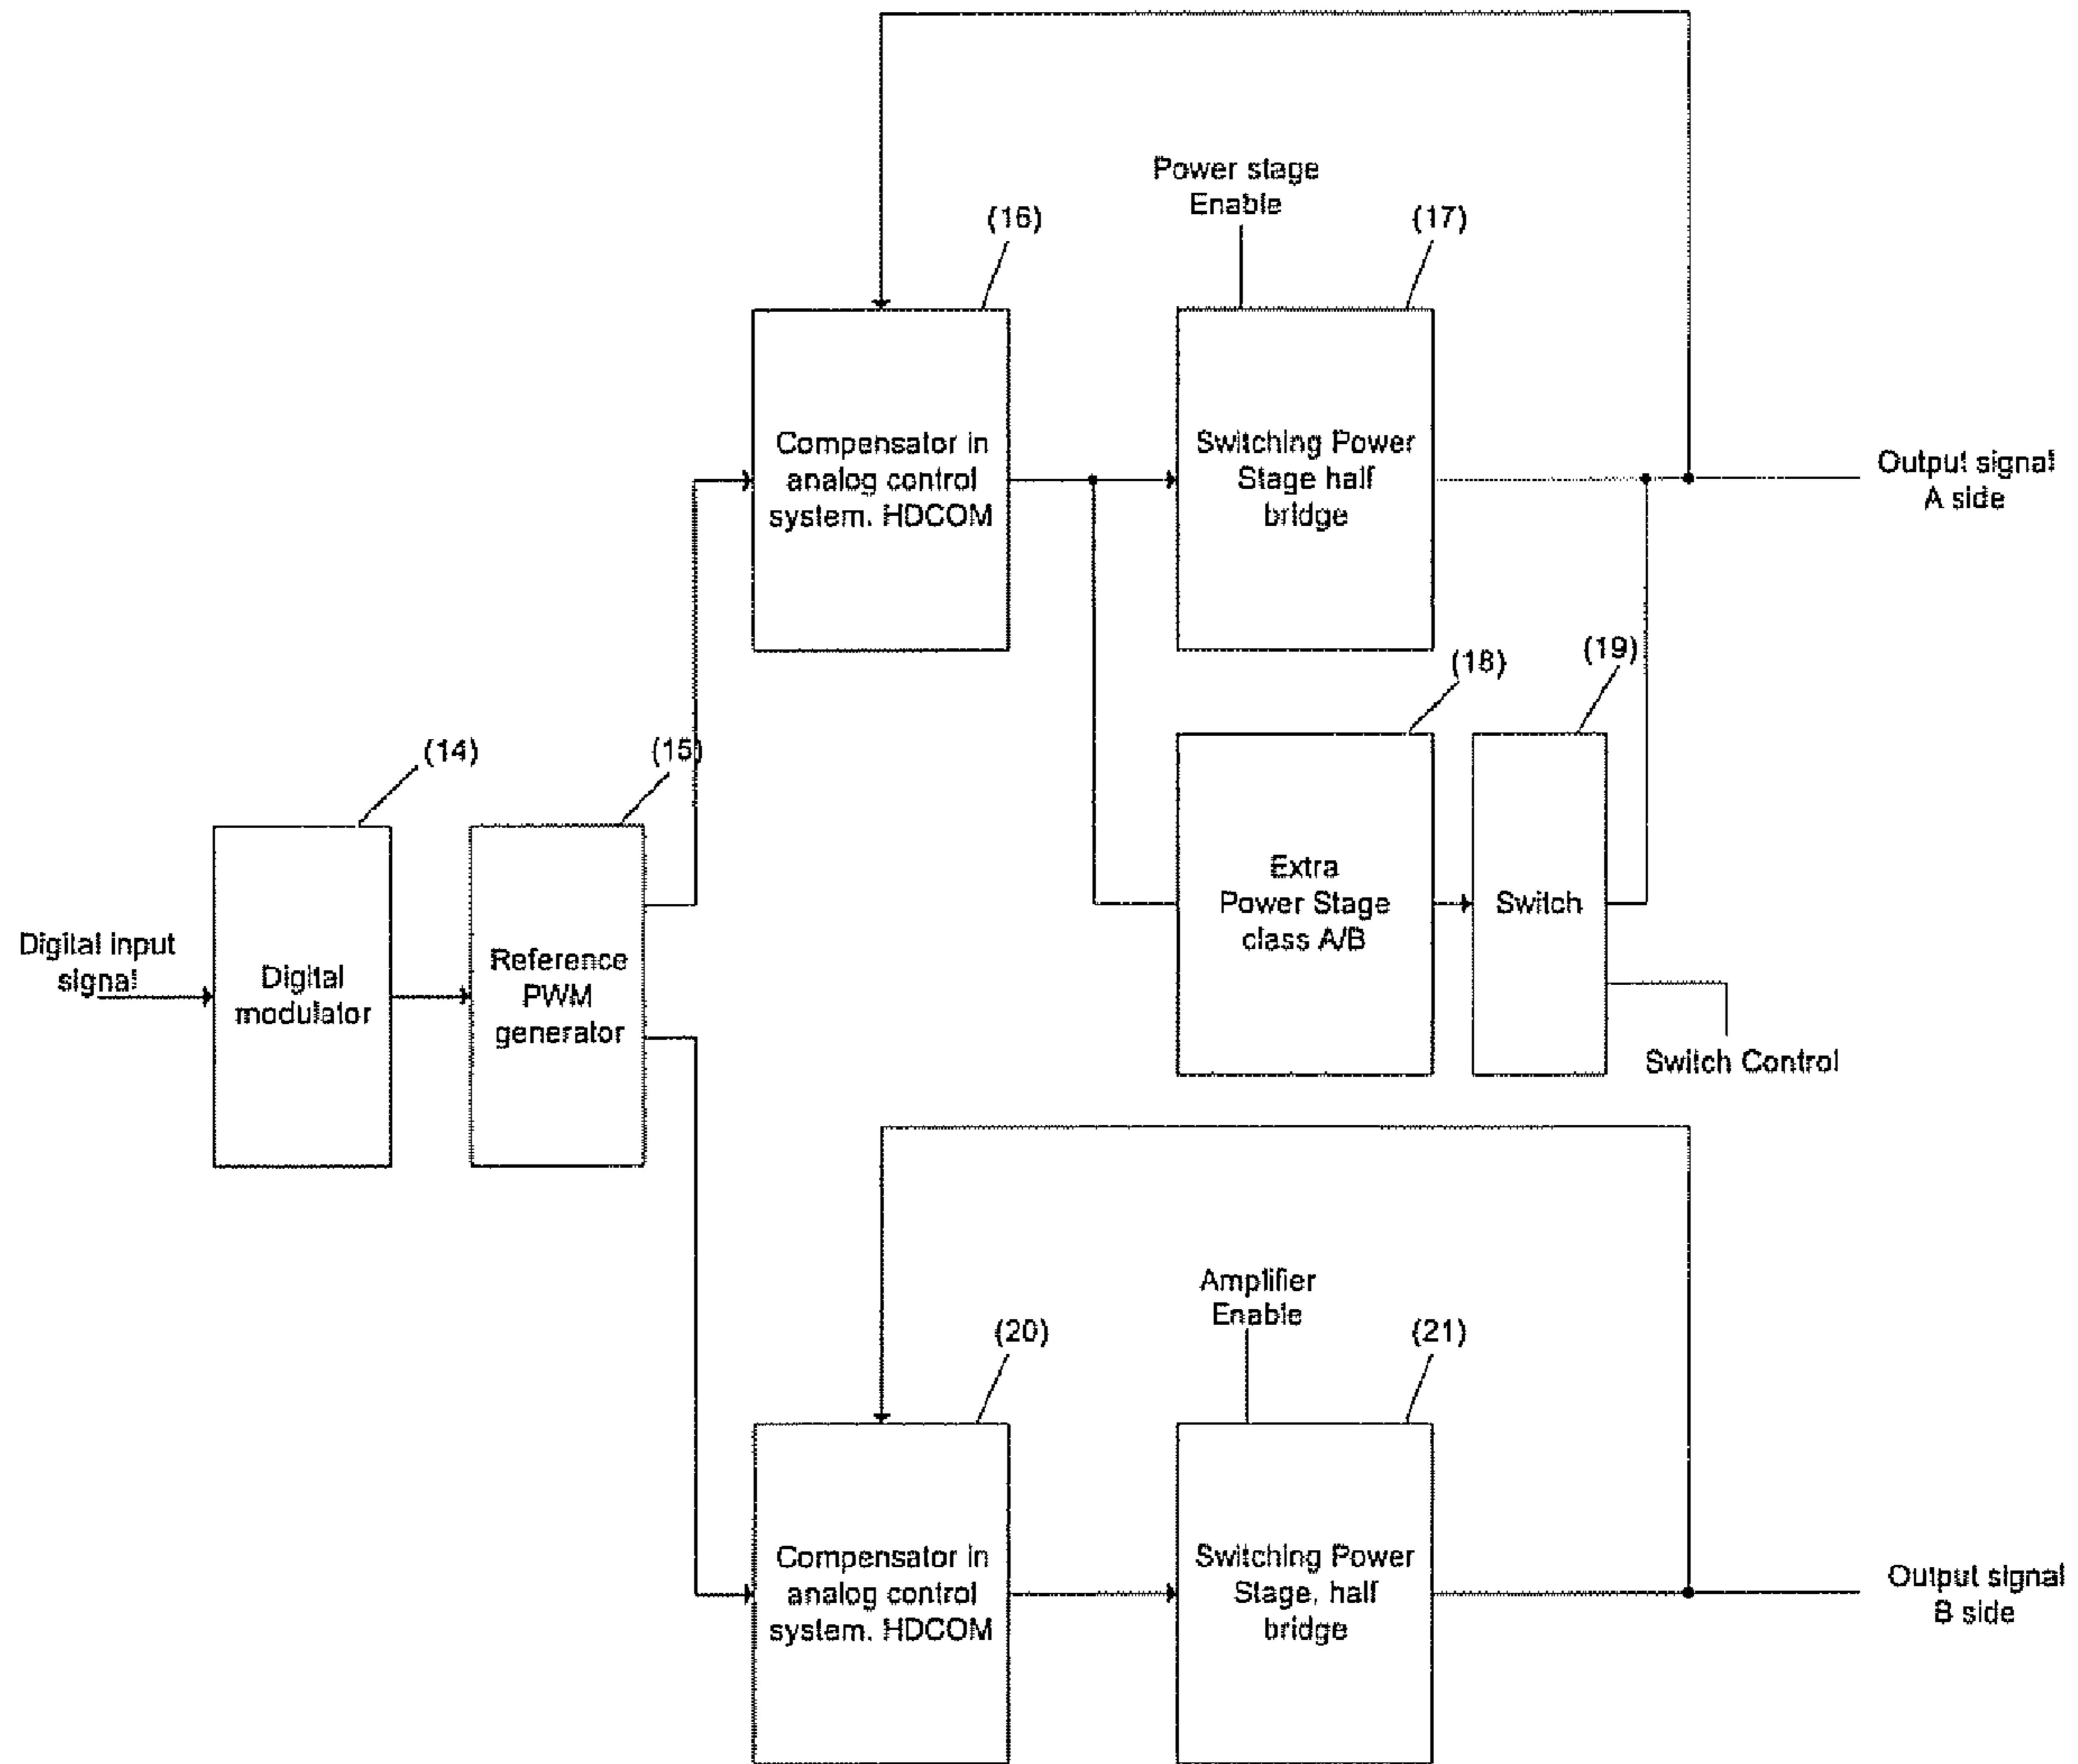 Power stage
Enable
(16)
(17)
Compensator in
analog control
system. HDCOM
Switching Power
Stage half
bridge
Output signal
A side
(18)
(19)
Extra
Power Stage
class A/B
Switch
Switch Control
(14)
(15)
Digital input
signal
Digital
modulator
Reference
PWM
generator
Amplifier
Enable
(20)
(21)
Compensator in
analog control
system. HDCOM
Switching Power
Stage, half
bridge
Output signal
B side